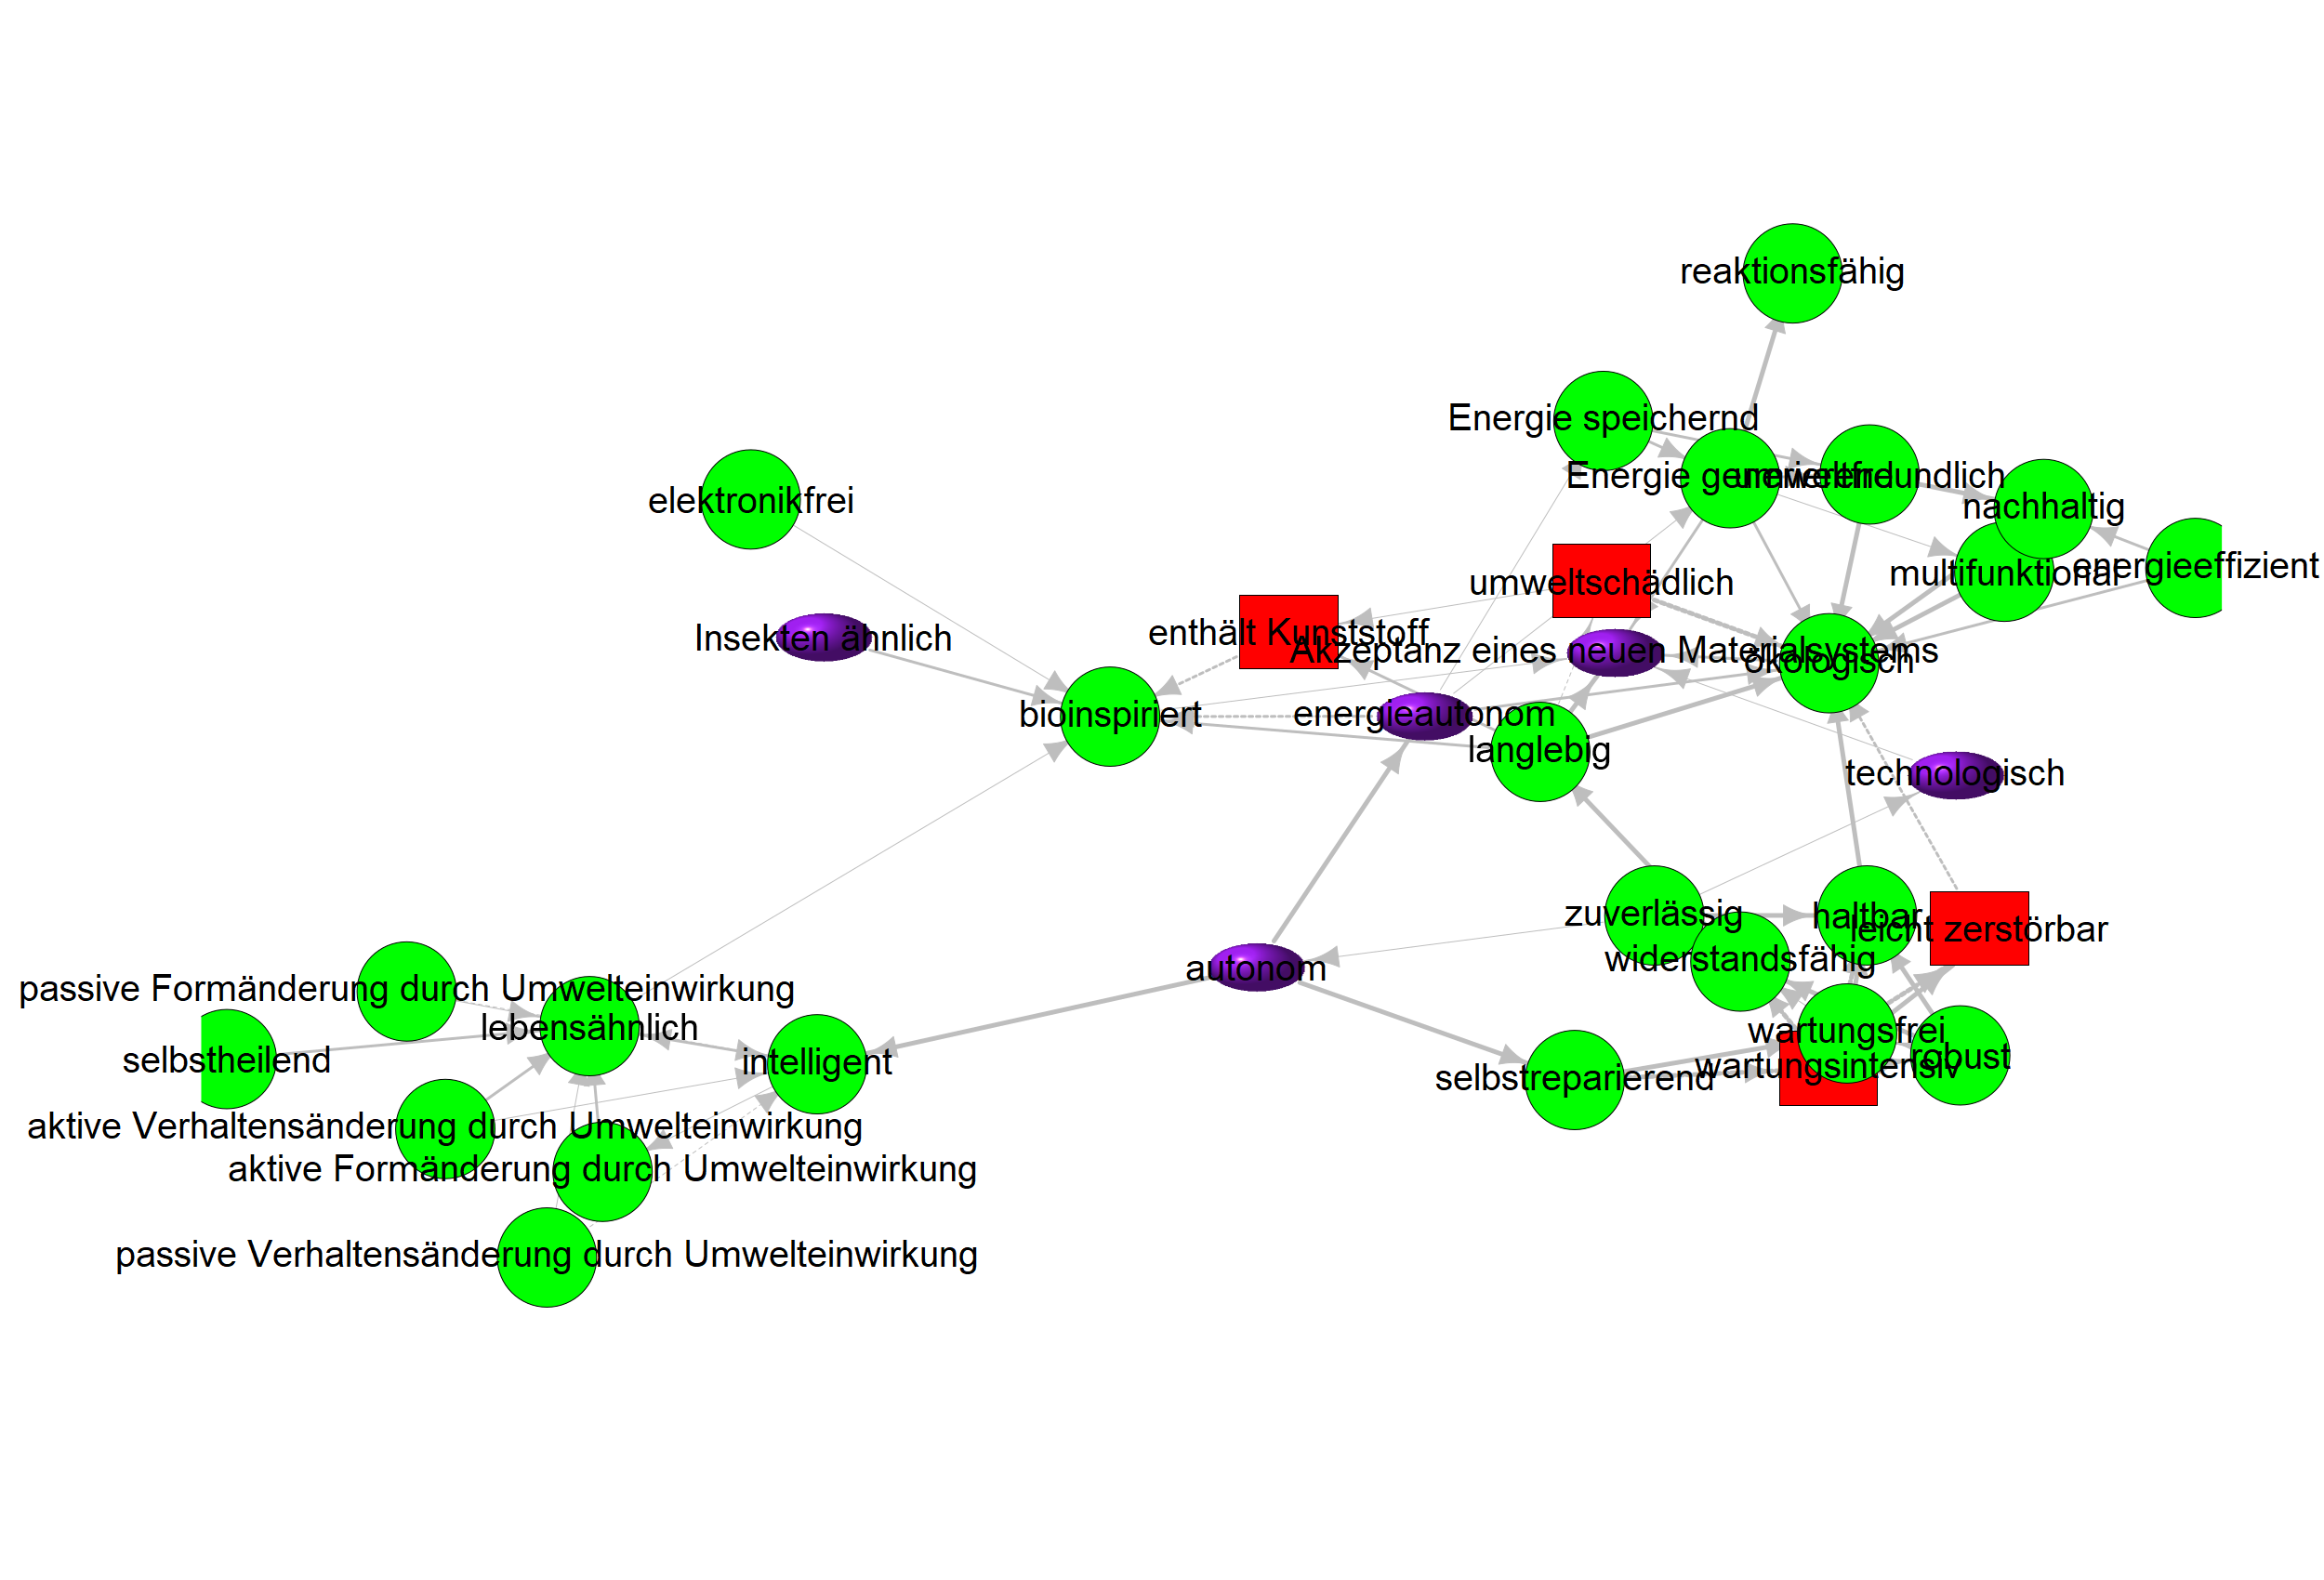 reaktionsfähig
Energie speichernd
Energie generierend
umweltfreundlich
elektronikfrei
nachhaltig
multifunktional
energieeffizient
umweltschädlich
Insekten ähnlich
enthält Kunststoff
Akzeptanz eines neuen Materialsystems
ökologisch
bioinspiriert
energieautonom
langlebig
technologisch
zuverlässig
haltbar
leicht zerstörbar
widerstandsfähig
autonom
passive Formänderung durch Umwelteinwirkung
lebensähnlich
wartungsfrei
selbstheilend
intelligent
robust
wartungsintensiv
selbstreparierend
aktive Verhaltensänderung durch Umwelteinwirkung
aktive Formänderung durch Umwelteinwirkung
passive Verhaltensänderung durch Umwelteinwirkung